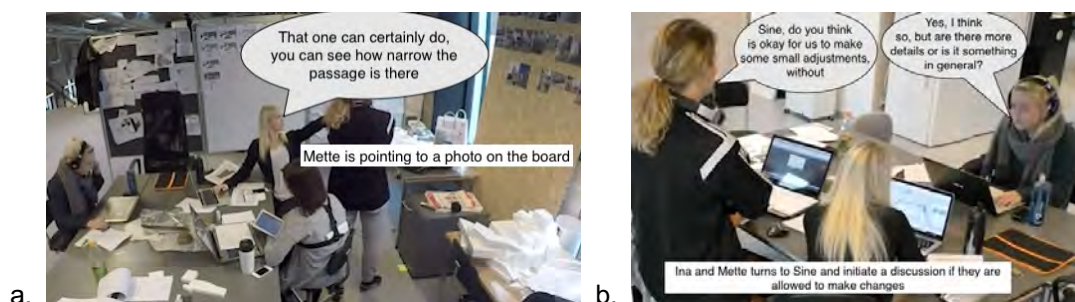 That one can certainly do,
you can see how narrow the
passage is there
Mette is pointing to a photo on the board
a.
Sine, do you think
is okay for us to make
some small adjustments,
without
Yes, I think
so, but are there more
details or is it something
in general?
Ina and Mette turns to Sine and initiate a discussion if they are
allowed to make changes
b.